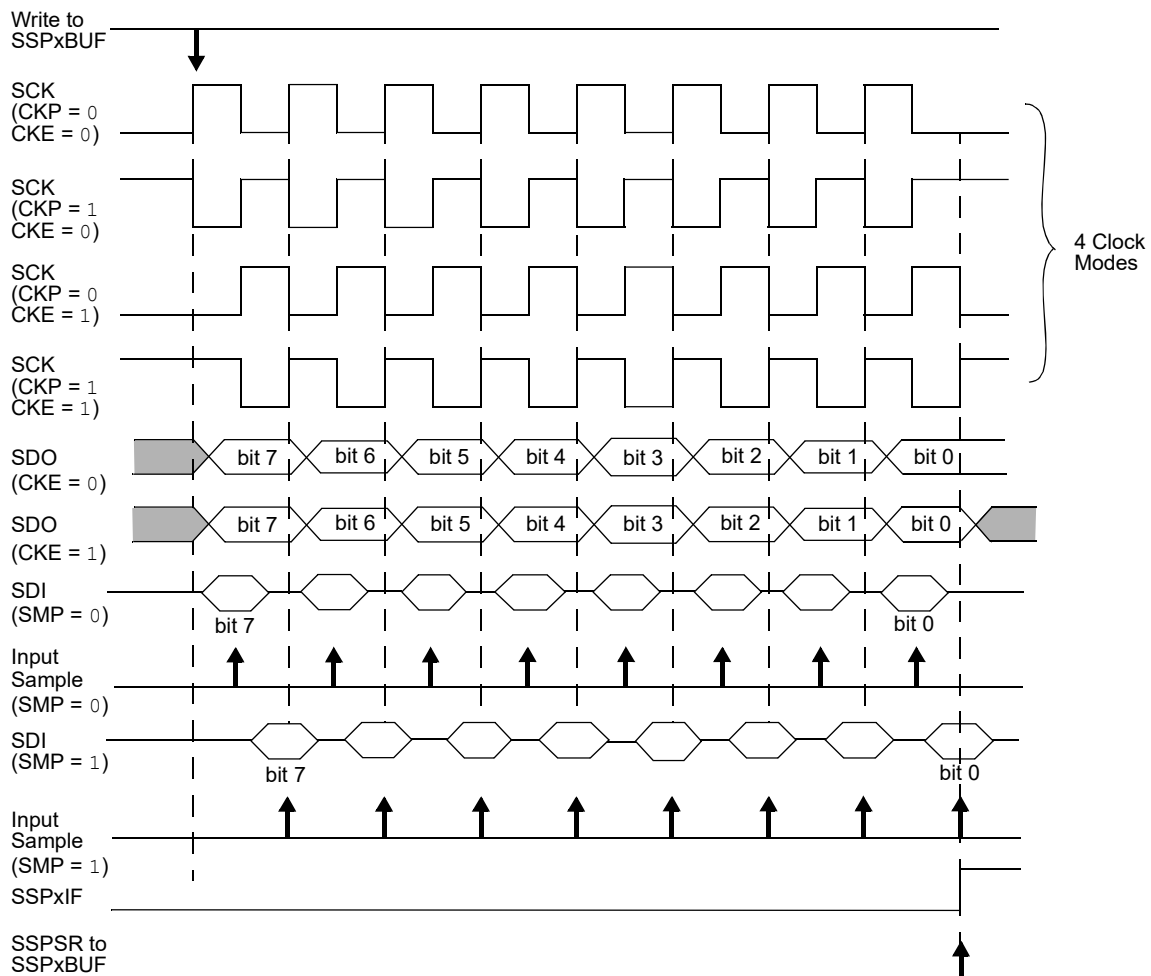 Write to
SSPxBUF
SCK
(CKP = 0
CKE = 0)
SCK
(CKP = 1
CKE = 0)
SCK
(CKP = 0
CKE = 1)
SCK
(CKP = 1
CKE = 1)
4 Clock
Modes
SDO
(CKE = 0)
bit 7 bit 6 bit 5 bit 4 bit 3 bit 2 bit 1 bit 0
SDO
(CKE = 1)
bit 7 bit 6 bit 5 bit 4 bit 3 bit 2 bit 1 bit 0
SDI
(SMP = 0)
bit 7 bit 0
Input
Sample
(SMP = 0)
SDI
(SMP = 1)
bit 7 bit 0
Input
Sample
(SMP = 1)
SSPxIF
SSPSR to
SSPxBUF